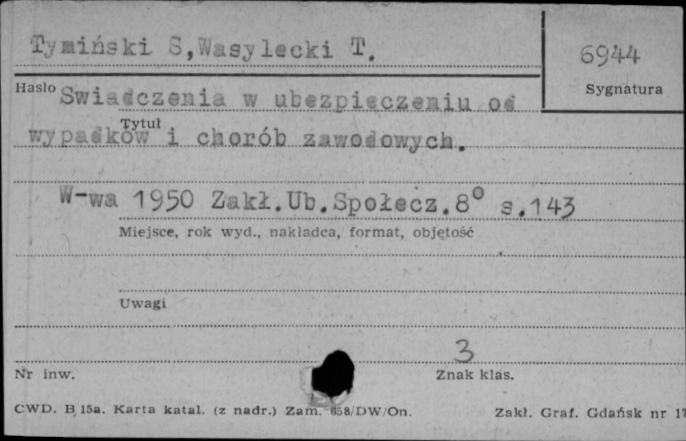 Tymiński S,Wasylecki T.
6944
Hasło
Sygnatura
Swiadczenia w ubezpieczeniu od
Tytuł
wypadków i chorób zawodowych.
W-wa 1950 Zakł.Ub.Społecz.8° s.143
Miejsce, rok wyd., nakładca, format, objętość
Uwagi
3
Nr inw.
Znak klas.
CWD. B 15a. Karta katal. (z nadr.) Zam. 658/DW/On.
Zakł. Graf. Gdańsk nr 17